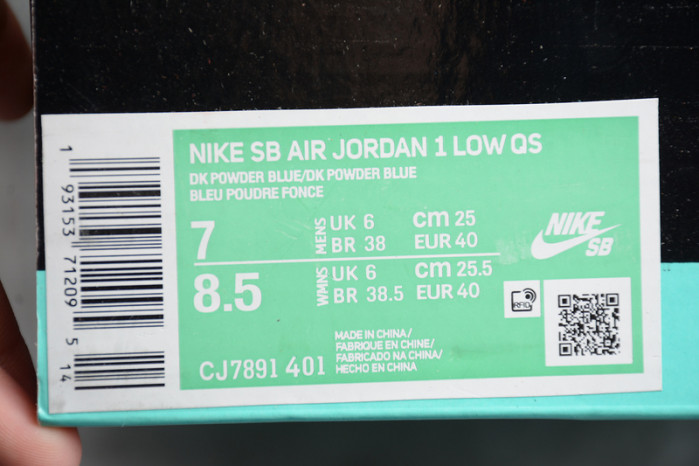 NIKE SB AIR JORDAN 1 LOW QS
DK POWDER BLUE/DK POWDER BLUE
BLEU POUDRE FONCE
7 MENS UK 6 cm 25
BR 38 EUR 40
8.5 WMNS UK 6 cm 25.5
BR 38.5 EUR 40
NIKE
SB
RFID
MADE IN CHINA/
FABRIQUE EN CHINE/
FABRICADO NA CHINA/
HECHO EN CHINA
CJ7891 401
1 93153 71209 5 14